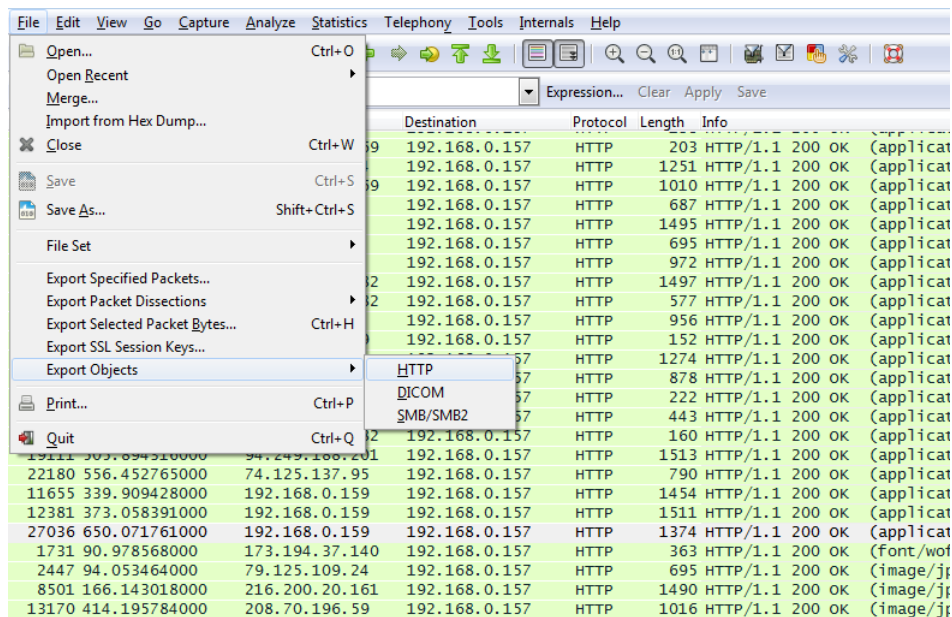 File Edit View Go Capture Analyze Statistics Telephony Tools Internals Help
Open... Ctrl+O
Open Recent
Merge...
Import from Hex Dump...
Close Ctrl+W
Save Ctrl+S
Save As... Shift+Ctrl+S
File Set
Export Specified Packets...
Export Packet Dissections
Export Selected Packet Bytes... Ctrl+H
Export SSL Session Keys...
Export Objects
Print... Ctrl+P
Quit Ctrl+Q
HTTP
DICOM
SMB/SMB2
Expression... Clear Apply Save
Destination Protocol Length Info
59 192.168.0.157 HTTP 203 HTTP/1.1 200 OK (applicat
192.168.0.157 HTTP 1251 HTTP/1.1 200 OK (applicat
59 192.168.0.157 HTTP 1010 HTTP/1.1 200 OK (applicat
192.168.0.157 HTTP 687 HTTP/1.1 200 OK (applicat
192.168.0.157 HTTP 1495 HTTP/1.1 200 OK (applicat
192.168.0.157 HTTP 695 HTTP/1.1 200 OK (applicat
192.168.0.157 HTTP 972 HTTP/1.1 200 OK (applicat
32 192.168.0.157 HTTP 1497 HTTP/1.1 200 OK (applicat
32 192.168.0.157 HTTP 577 HTTP/1.1 200 OK (applicat
192.168.0.157 HTTP 956 HTTP/1.1 200 OK (applicat
192.168.0.157 HTTP 152 HTTP/1.1 200 OK (applicat
7 HTTP 1274 HTTP/1.1 200 OK (applicat
7 HTTP 878 HTTP/1.1 200 OK (applicat
7 HTTP 222 HTTP/1.1 200 OK (applicat
7 HTTP 443 HTTP/1.1 200 OK (applicat
32 192.168.0.157 HTTP 160 HTTP/1.1 200 OK (applicat
19111 505.894316000 94.249.188.201 192.168.0.157 HTTP 1513 HTTP/1.1 200 OK (applicat
22180 556.452765000 74.125.137.95 192.168.0.157 HTTP 790 HTTP/1.1 200 OK (applicat
11655 339.909428000 192.168.0.159 192.168.0.157 HTTP 1454 HTTP/1.1 200 OK (applicat
12381 373.058391000 192.168.0.159 192.168.0.157 HTTP 1511 HTTP/1.1 200 OK (applicat
27036 650.071761000 192.168.0.159 192.168.0.157 HTTP 1374 HTTP/1.1 200 OK (applicat
1731 90.978568000 173.194.37.140 192.168.0.157 HTTP 363 HTTP/1.1 200 OK (font/wof
2447 94.053464000 79.125.109.24 192.168.0.157 HTTP 695 HTTP/1.1 200 OK (image/jp
8501 166.143018000 216.200.20.161 192.168.0.157 HTTP 1490 HTTP/1.1 200 OK (image/jp
13170 414.195784000 208.70.196.59 192.168.0.157 HTTP 1016 HTTP/1.1 200 OK (image/jp